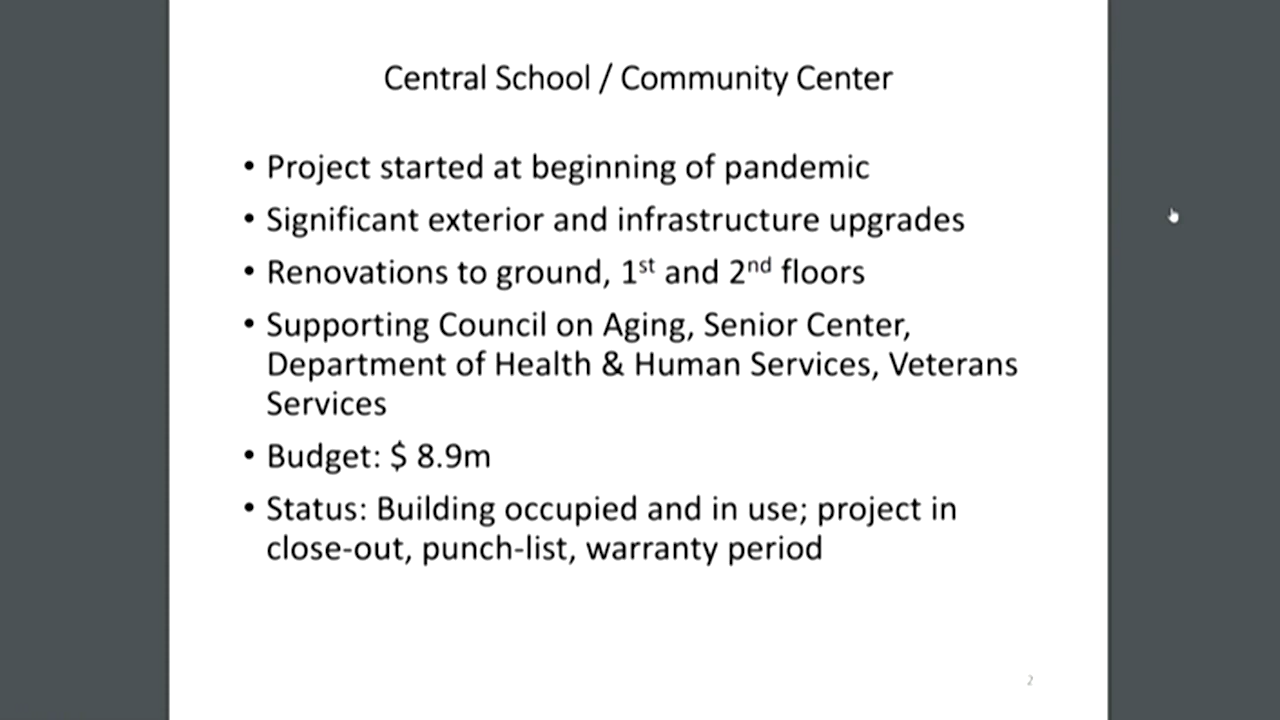 Central School / Community Center
• Project started at beginning of pandemic
• Significant exterior and infrastructure upgrades
• Renovations to ground, 1st and 2nd floors
• Supporting Council on Aging, Senior Center,
Department of Health & Human Services, Veterans
Services
• Budget: $ 8.9m
• Status: Building occupied and in use; project in
close-out, punch-list, warranty period
2